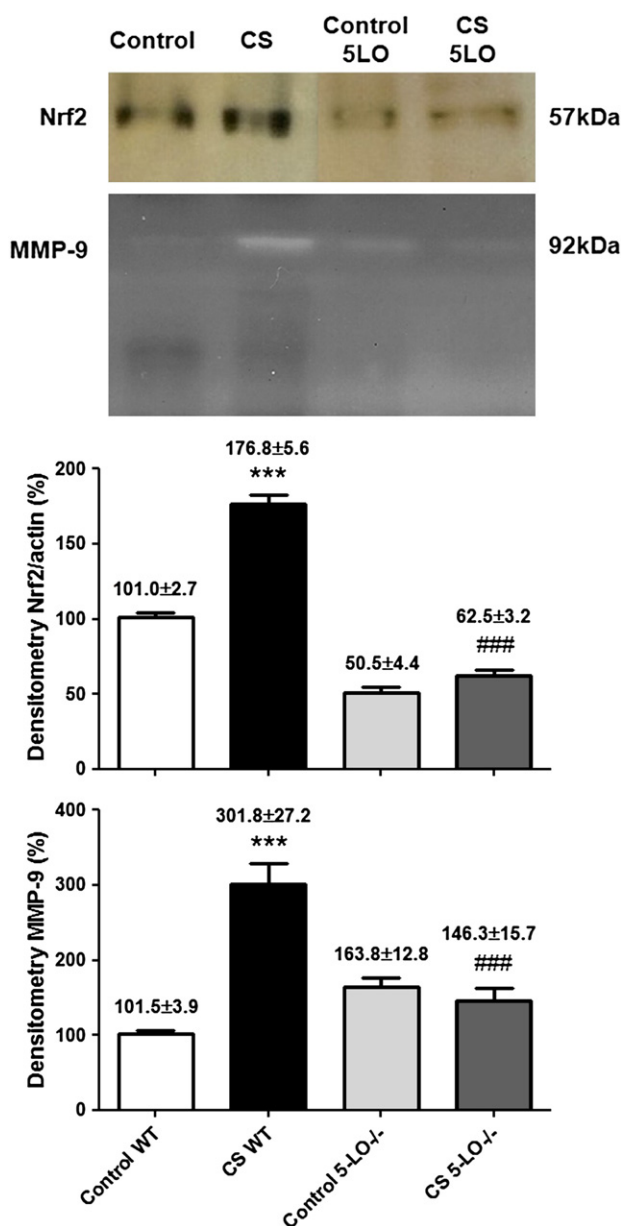 Control CS Control 5LO CS 5LO
Nrf2 57kDa
MMP-9 92kDa
Densitometry Nrf2/actin (%)
200
150
100
50
0
101.0±2.7
176.8±5.6
***
50.5±4.4
62.5±3.2
###
Densitometry MMP-9 (%)
400
300
200
100
0
101.5±3.9
301.8±27.2
***
163.8±12.8
146.3±15.7
###
Control WT
CS WT
Control 5-LO-/-
CS 5-LO-/-